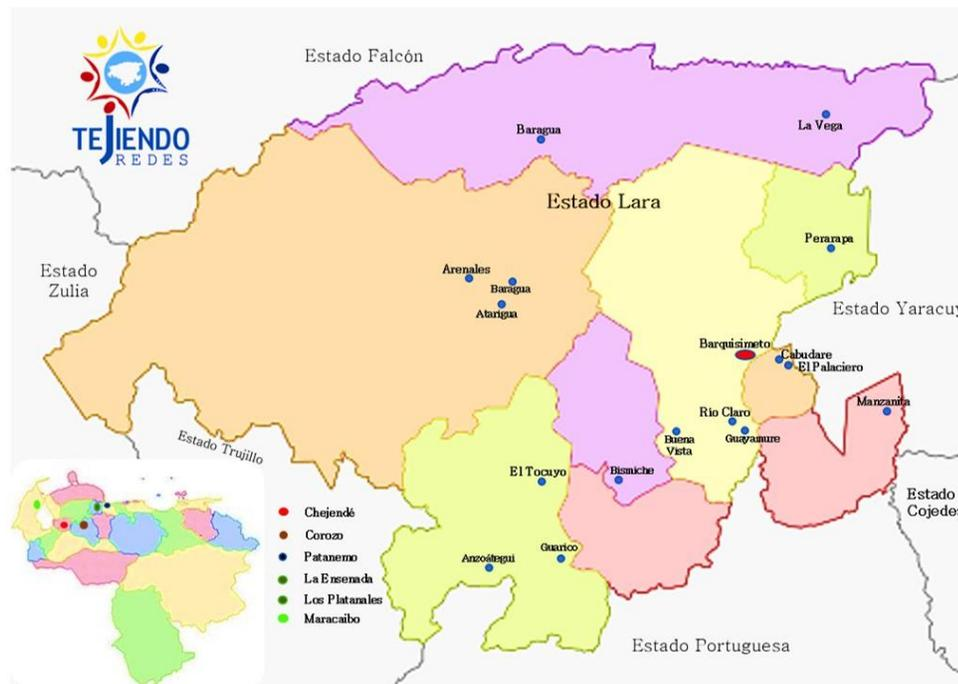 TEJIENDO
REDES
Estado Falcón
Baragua
La Vega
Estado Lara
Perarapa
Estado
Zulia
Arenales
Baragua
Atarigua
Estado Yaracuy
Barquisimeto
Cabudare
El Palaciero
Manzanita
Río Claro
Guayamure
Buena
Vista
Estado Trujillo
El Tocuyo
Bismiche
Estado
Cojedes
Anzoátegui
Guarico
Estado Portuguesa
Chejendé
Corozo
Patanemo
La Ensenada
Los Platanales
Maracaibo